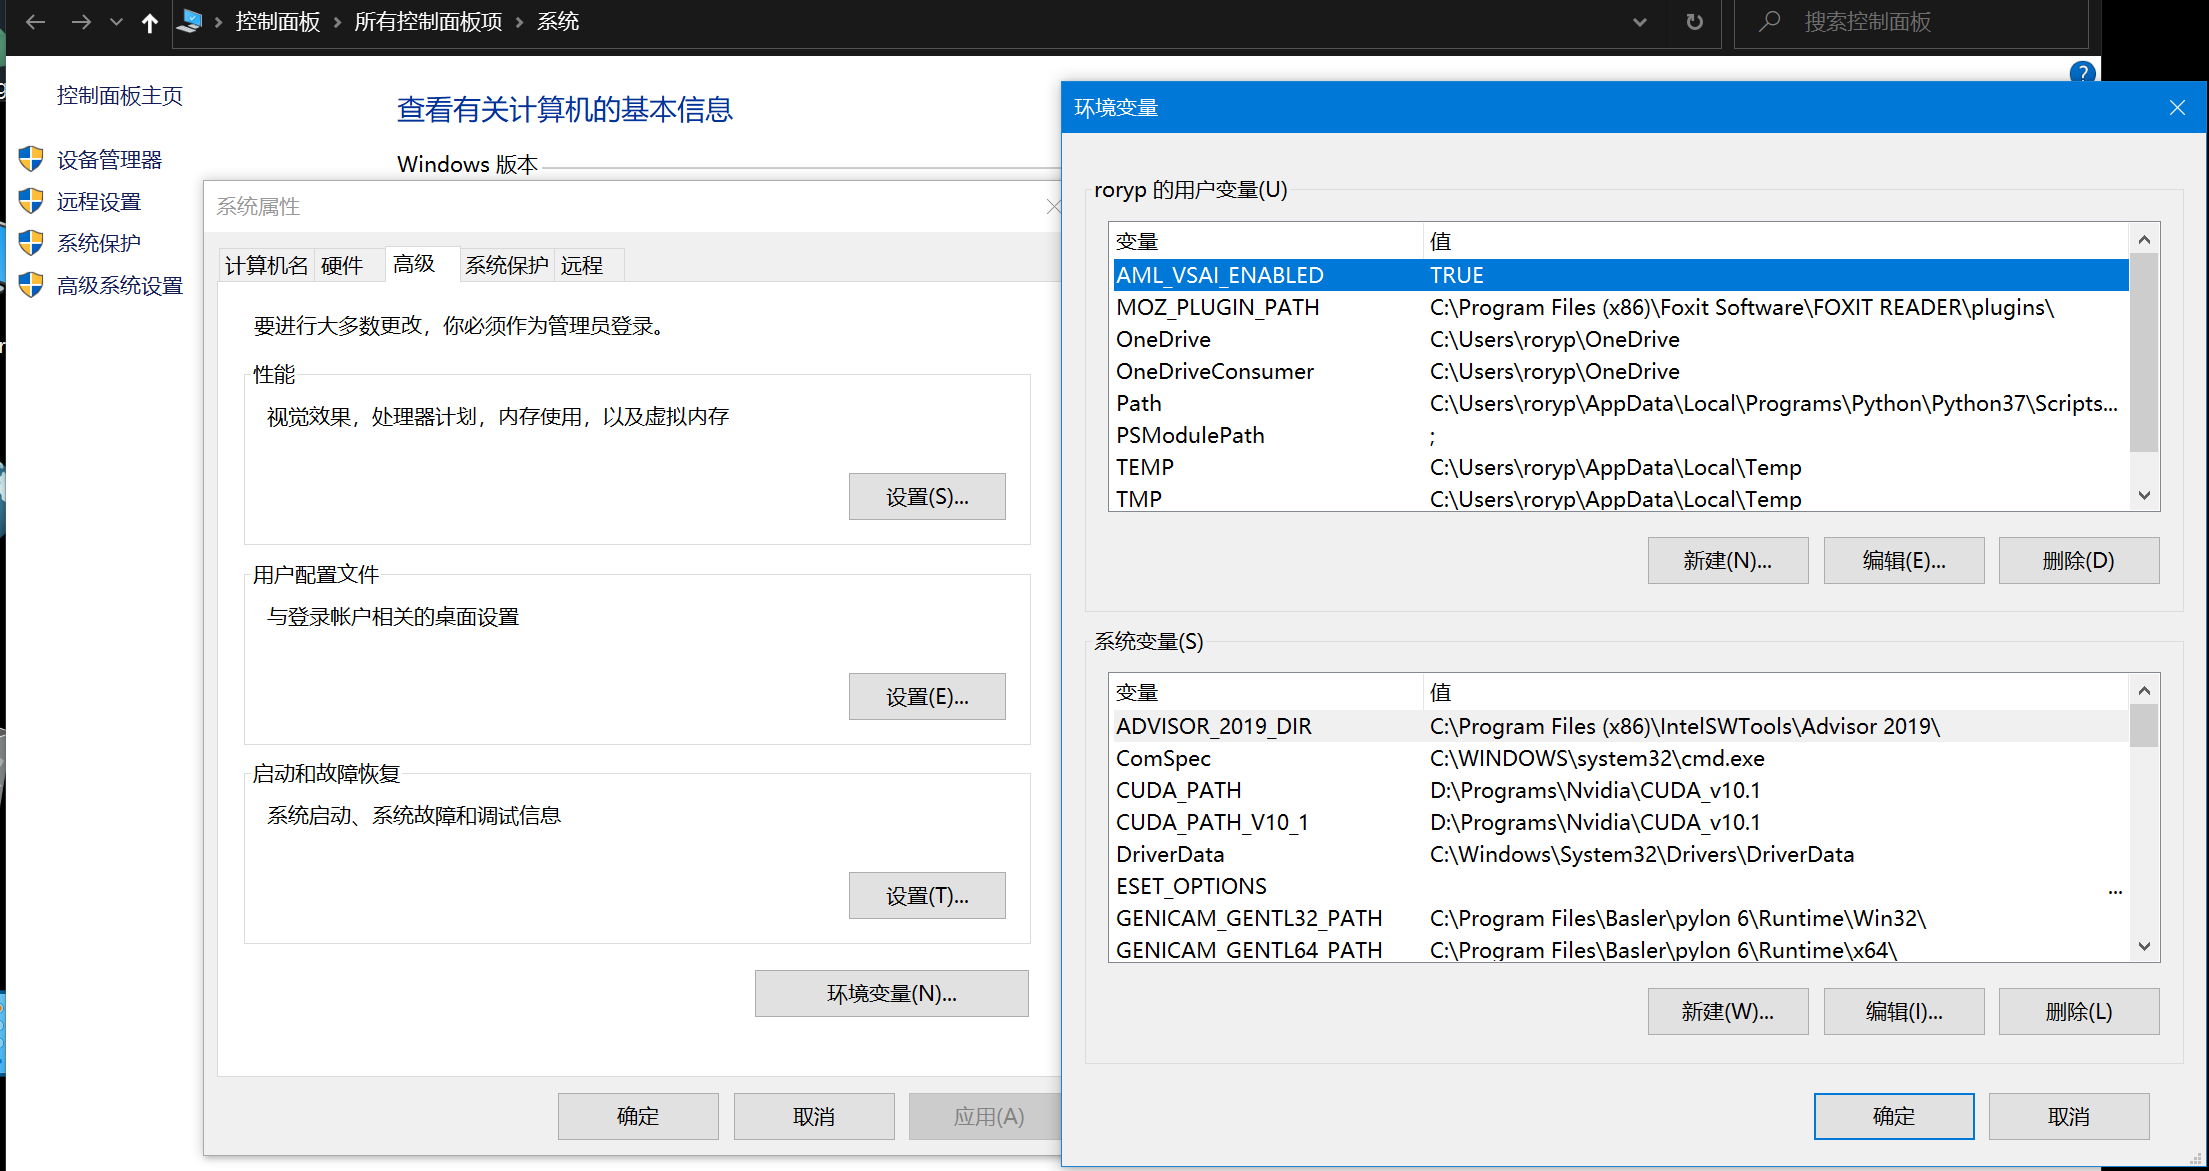 控制面板 › 所有控制面板项 › 系统
搜索控制面板
控制面板主页
设备管理器
远程设置
系统保护
高级系统设置
查看有关计算机的基本信息
Windows 版本
系统属性
计算机名 硬件 高级 系统保护 远程
要进行大多数更改，你必须作为管理员登录。
性能
视觉效果，处理器计划，内存使用，以及虚拟内存
设置(S)...
用户配置文件
与登录帐户相关的桌面设置
设置(E)...
启动和故障恢复
系统启动、系统故障和调试信息
设置(T)...
环境变量(N)...
确定 取消 应用(A)
?
环境变量
roryp 的用户变量(U)
变量 值
AML_VSAI_ENABLED TRUE
MOZ_PLUGIN_PATH C:\Program Files (x86)\Foxit Software\FOXIT READER\plugins\
OneDrive C:\Users\roryp\OneDrive
OneDriveConsumer C:\Users\roryp\OneDrive
Path C:\Users\roryp\AppData\Local\Programs\Python\Python37\Scripts...
PSModulePath ;
TEMP C:\Users\roryp\AppData\Local\Temp
TMP C:\Users\roryp\AppData\Local\Temp
新建(N)... 编辑(E)... 删除(D)
系统变量(S)
变量 值
ADVISOR_2019_DIR C:\Program Files (x86)\IntelSWTools\Advisor 2019\
ComSpec C:\WINDOWS\system32\cmd.exe
CUDA_PATH D:\Programs\Nvidia\CUDA_v10.1
CUDA_PATH_V10_1 D:\Programs\Nvidia\CUDA_v10.1
DriverData C:\Windows\System32\Drivers\DriverData
ESET_OPTIONS ...
GENICAM_GENTL32_PATH C:\Program Files\Basler\pylon 6\Runtime\Win32\
GENICAM_GENTL64_PATH C:\Program Files\Basler\pylon 6\Runtime\x64\
新建(W)... 编辑(I)... 删除(L)
确定 取消